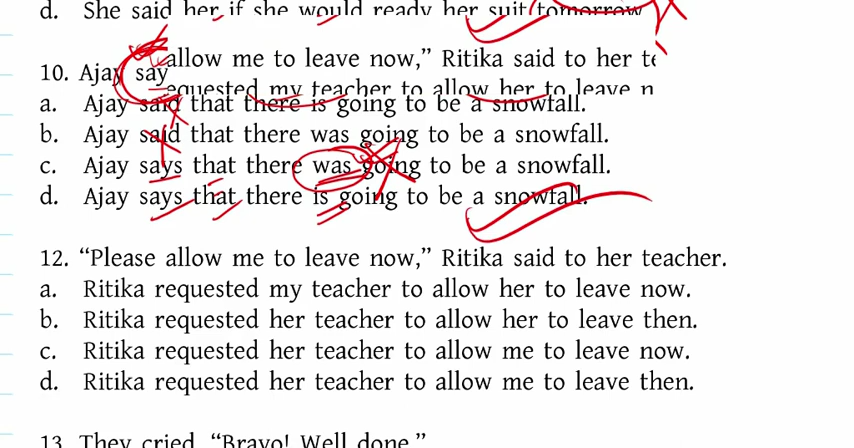 d. She said her if she would ready her suit tomorrow
allow me to leave now,” Ritika said to her
10. Ajay say
equested my teacher to allow her to leave n
a. Ajay said that there is going to be a snowfall.
b. Ajay said that there was going to be a snowfall.
c. Ajay says that there was going to be a snowfall.
d. Ajay says that there is going to be a snowfall.
12. “Please allow me to leave now,” Ritika said to her teacher.
a. Ritika requested my teacher to allow her to leave now.
b. Ritika requested her teacher to allow her to leave then.
c. Ritika requested her teacher to allow me to leave now.
d. Ritika requested her teacher to allow me to leave then.
13. They cried, “Bravo! Well done.”